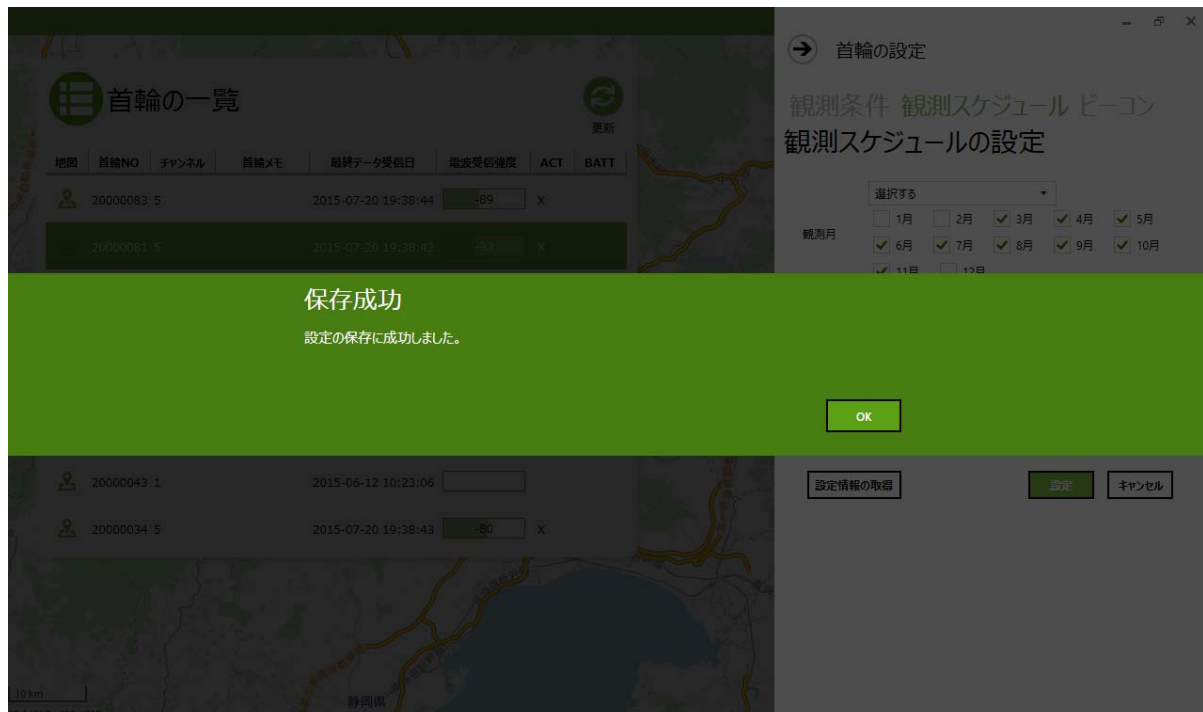 首輪の設定
首輪の一覧
更新
観測条件 観測スケジュール ビーコン
観測スケジュールの設定
地図 首輪NO チャンネル 首輪メモ 最終データ受信日 電波受信強度 ACT BATT
20000083 5 2015-07-20 19:38:44 -89 X
20000081 5 2015-07-20 19:38:42 -93 X
選択する
観測月
1月 2月 3月 4月 5月
6月 7月 8月 9月 10月
11月 12月
保存成功
設定の保存に成功しました。
OK
20000043 1 2015-06-12 10:23:06
20000034 5 2015-07-20 19:38:43 -80 X
設定情報の取得 設定 キャンセル
10 km
静岡県